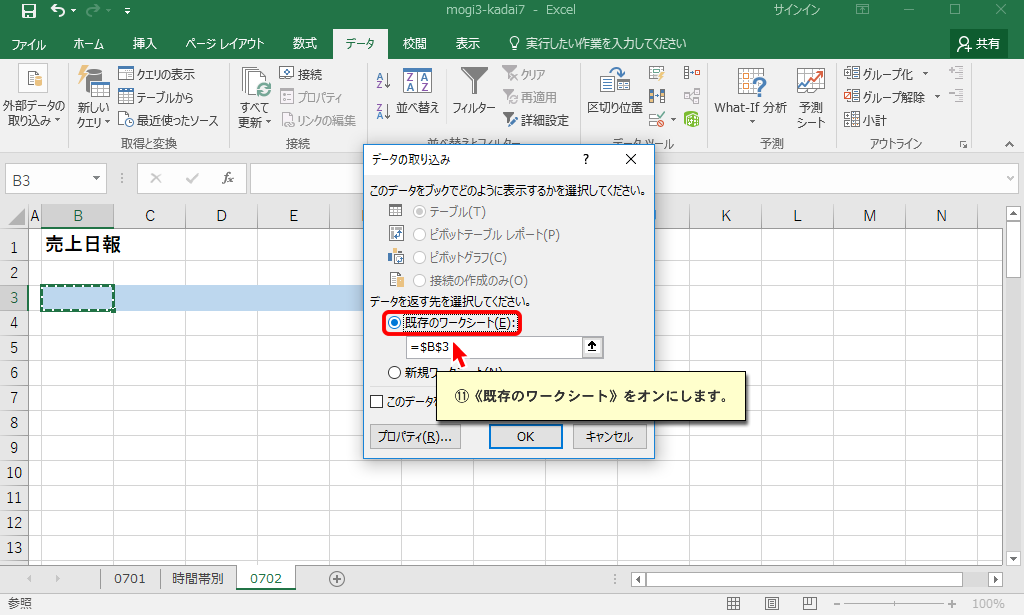 mogi3-kadai7 - Excel
サインイン
ファイル ホーム 挿入 ページ レイアウト 数式 データ 校閲 表示 実行したい作業を入力してください 共有
クエリの表示 接続 クリア グループ化
外部データの 新しい テーブルから すべて プロパティ 並べ替え フィルター 再適用 区切り位置 What-If 分析 予測 グループ解除
取り込み クエリ 最近使ったソース 更新 リンクの編集 詳細設定 シート 小計
取得と変換 接続 並べ替えとフィルター データ ツール 予測 アウトライン
B3 fx
A B C D E K L M N
1 売上日報
2
3
4
5
6
7
8
9
10
11
12
13
データの取り込み ?
このデータをブックでどのように表示するかを選択してください。
テーブル(T)
ピボットテーブル レポート(P)
ピボットグラフ(C)
接続の作成のみ(O)
データを返す先を選択してください。
既存のワークシート(E):
=$B$3
新規ワークシート(N)
このデータを
⑪《既存のワークシート》をオンにします。
プロパティ(R)... OK キャンセル
0701 時間帯別 0702
参照 100%